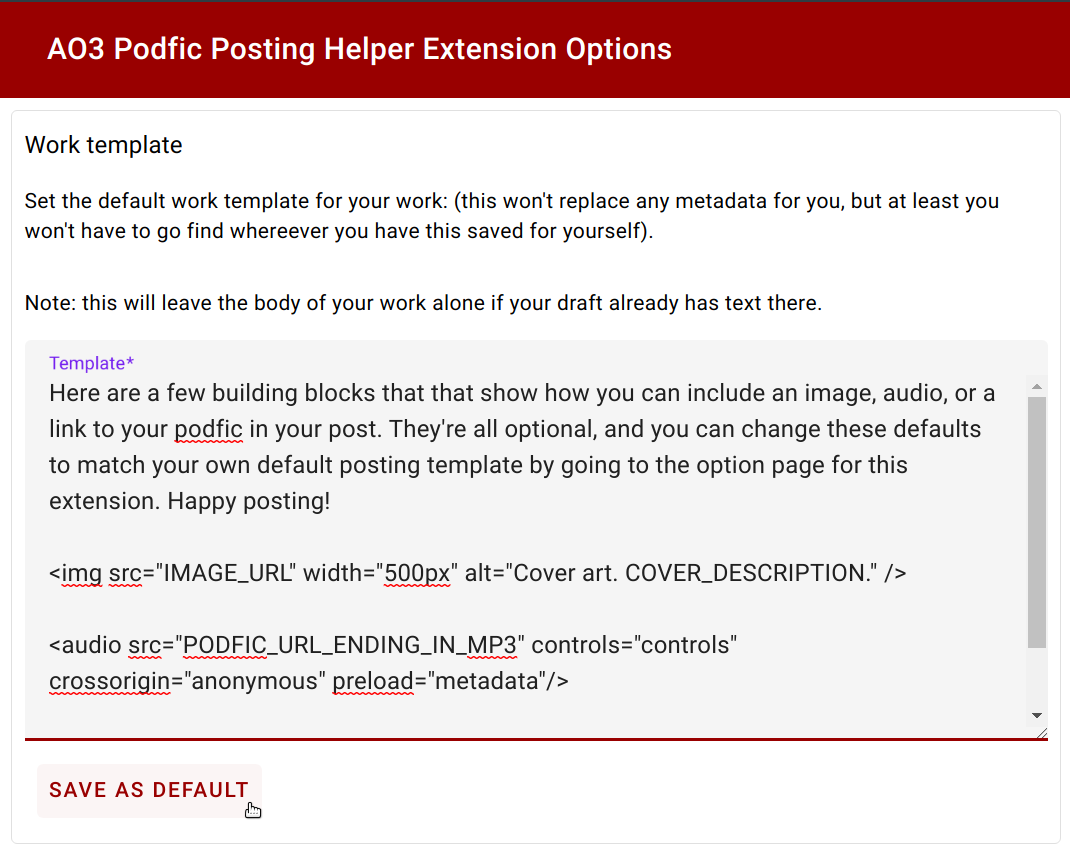 AO3 Podfic Posting Helper Extension Options
Work template
Set the default work template for your work: (this won't replace any metadata for you, but at least you
won't have to go find whereever you have this saved for yourself).
Note: this will leave the body of your work alone if your draft already has text there.
Template*
Here are a few building blocks that that show how you can include an image, audio, or a
link to your podfic in your post. They're all optional, and you can change these defaults
to match your own default posting template by going to the option page for this
extension. Happy posting!
<img src="IMAGE_URL" width="500px" alt="Cover art. COVER_DESCRIPTION." />
<audio src="PODFIC_URL_ENDING_IN_MP3" controls="controls"
crossorigin="anonymous" preload="metadata"/>
SAVE AS DEFAULT